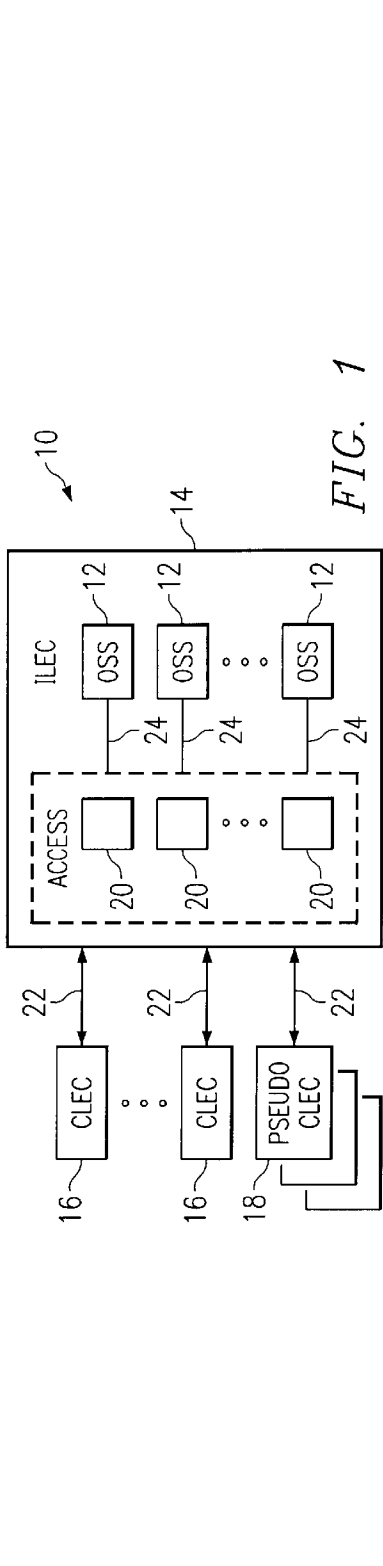 10
ILEC
14
ACCESS
CLEC
16
22
20
24
OSS
12
20
24
OSS
12
CLEC
16
22
PSEUDO
CLEC
18
22
20
24
OSS
12
FIG. 1